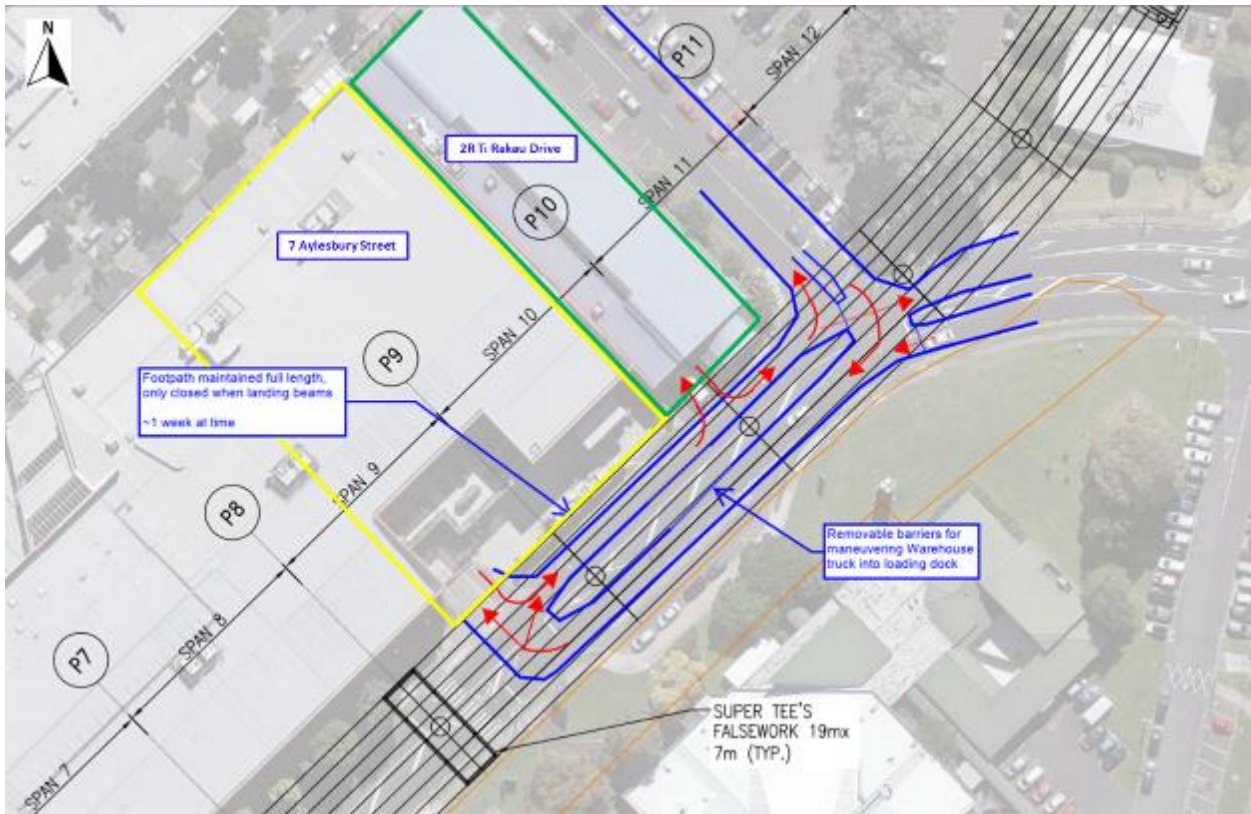 N
P11
SPAN 12
2R Ti Rakau Drive
SPAN 11
P10
7 Aylesbury Street
SPAN 10
P9
Footpath maintained full length,
only closed when landing beams
~1 week at time
SPAN 9
P8
Removable barriers for
maneuvering Warehouse
truck into loading dock
SPAN 8
P7
SUPER TEE'S
FALSEWORK 19mx
7m (TYP.)
SPAN 7